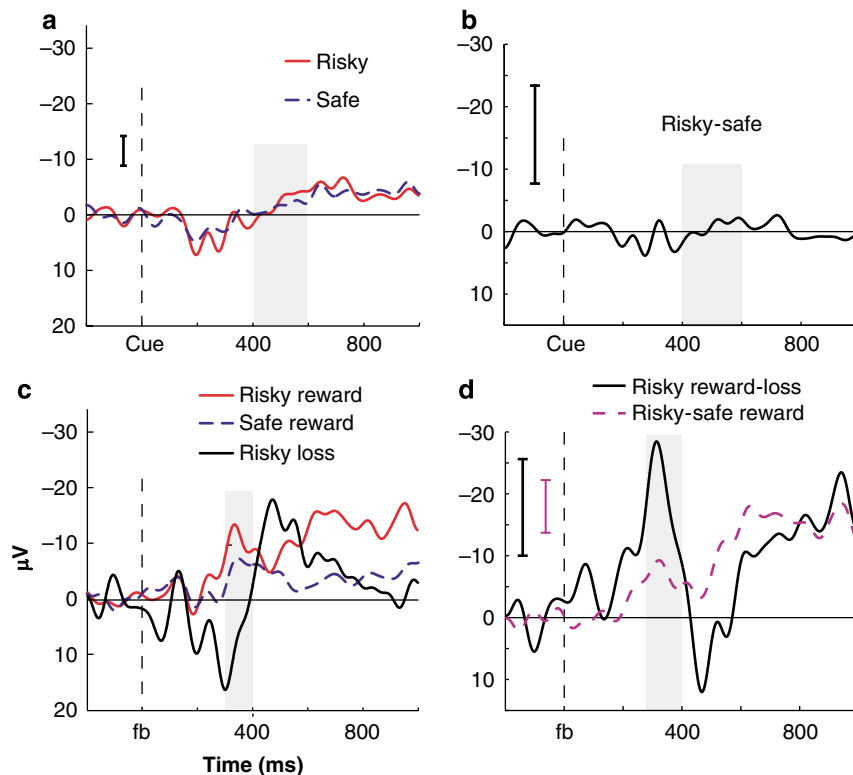 a
−30
−20
−10
0
10
20
Cue
400
800
Risky
Safe
b
−30
−20
−10
0
10
Cue
400
800
Risky-safe
c
−30
−20
−10
0
10
20
μV
fb
400
800
Time (ms)
Risky reward
Safe reward
Risky loss
d
−30
−20
−10
0
10
fb
400
800
Risky reward-loss
Risky-safe reward